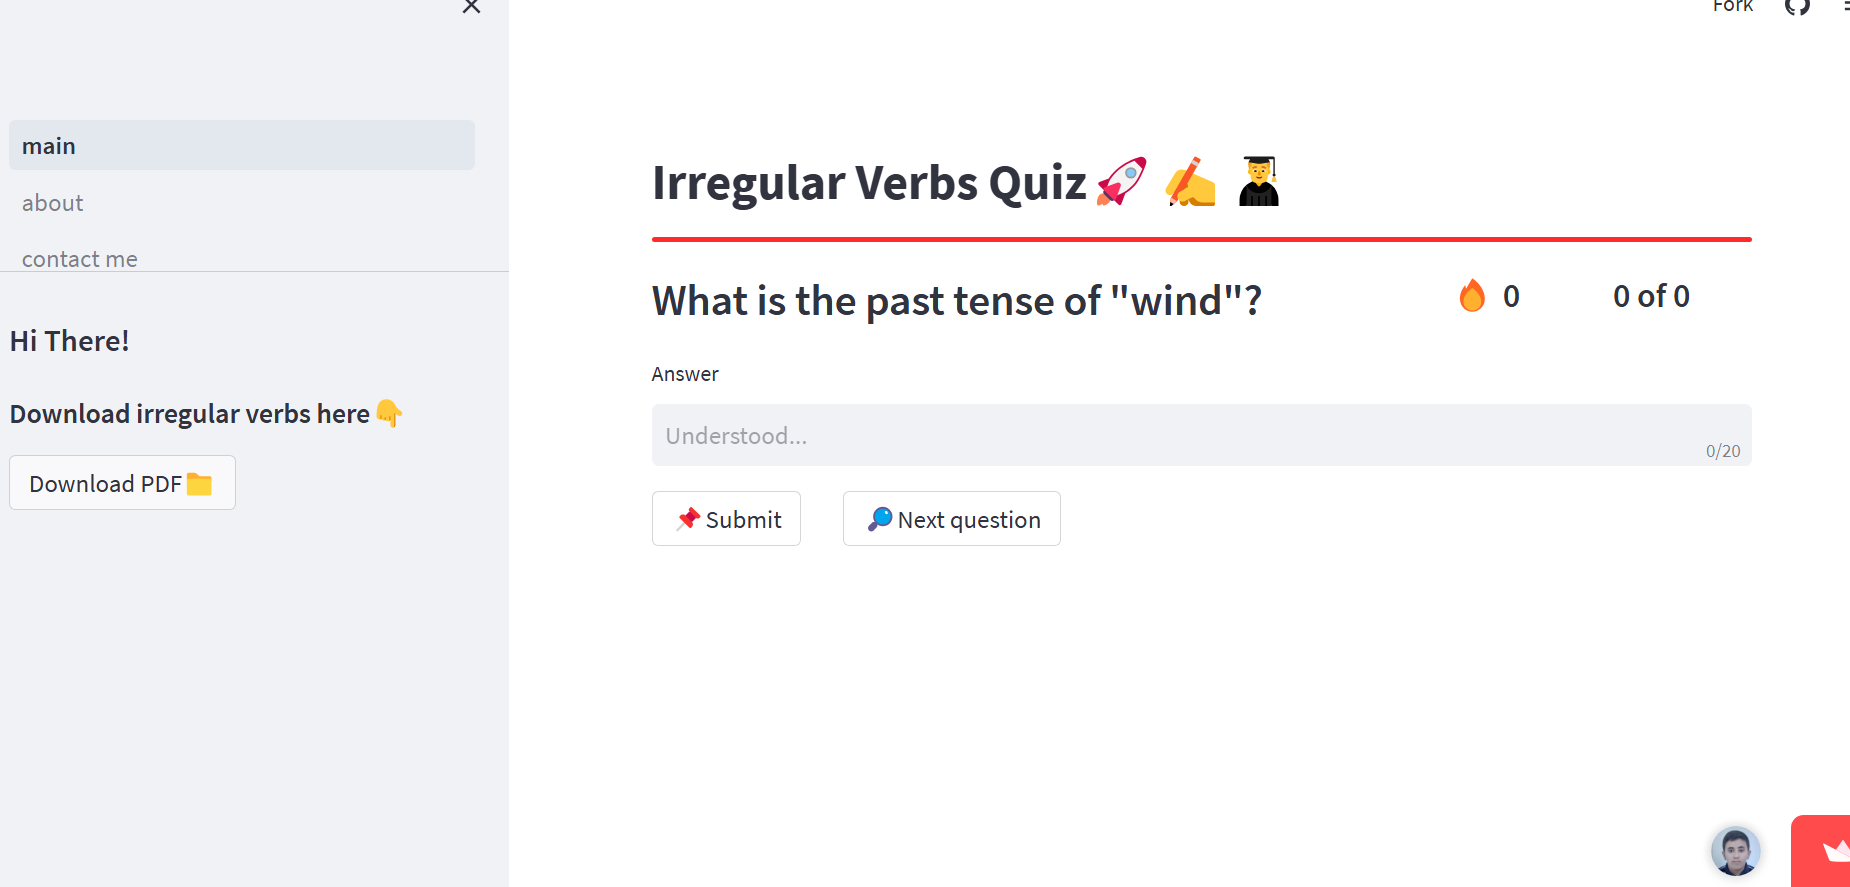 Fork
main
about
contact me
Hi There!
Download irregular verbs here
Download PDF
Irregular Verbs Quiz
What is the past tense of "wind"?
0
0 of 0
Answer
Understood...
0/20
Submit
Next question